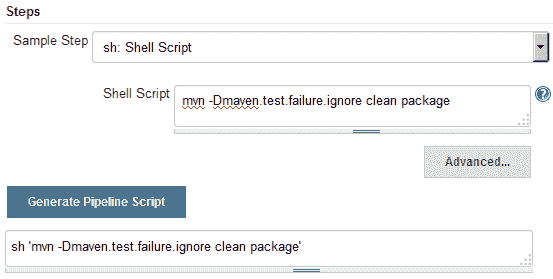 Steps
Sample Step
sh: Shell Script
Shell Script
mvn -Dmaven.test.failure.ignore clean package
?
Advanced...
Generate Pipeline Script
sh 'mvn -Dmaven.test.failure.ignore clean package'